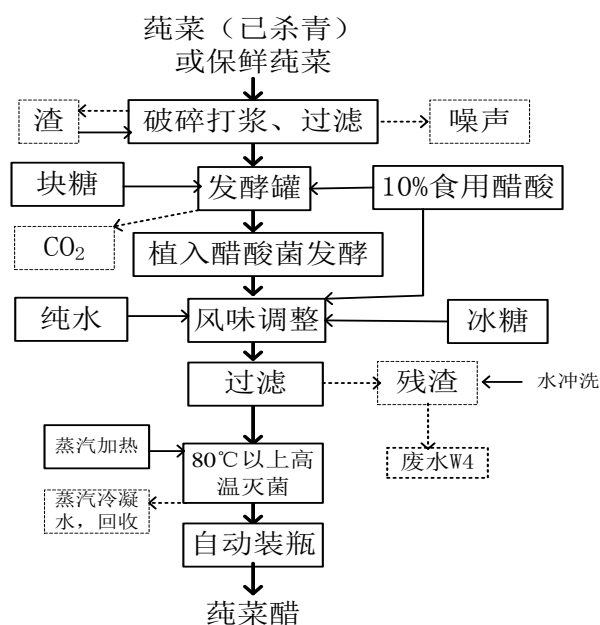 莼菜（已杀青）
或保鲜莼菜
渣
破碎打浆、过滤
噪声
块糖
发酵罐
10%食用醋酸
CO₂
植入醋酸菌发酵
纯水
风味调整
冰糖
过滤
残渣
水冲洗
蒸汽加热
80℃以上高
温灭菌
废水W4
蒸汽冷凝
水，回收
自动装瓶
莼菜醋